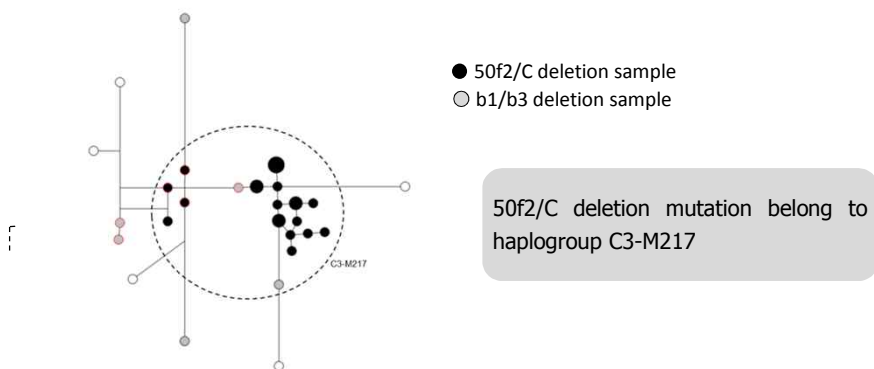 50f2/C deletion sample
b1/b3 deletion sample
50f2/C deletion mutation belong to
haplogroup C3-M217
C3-M217